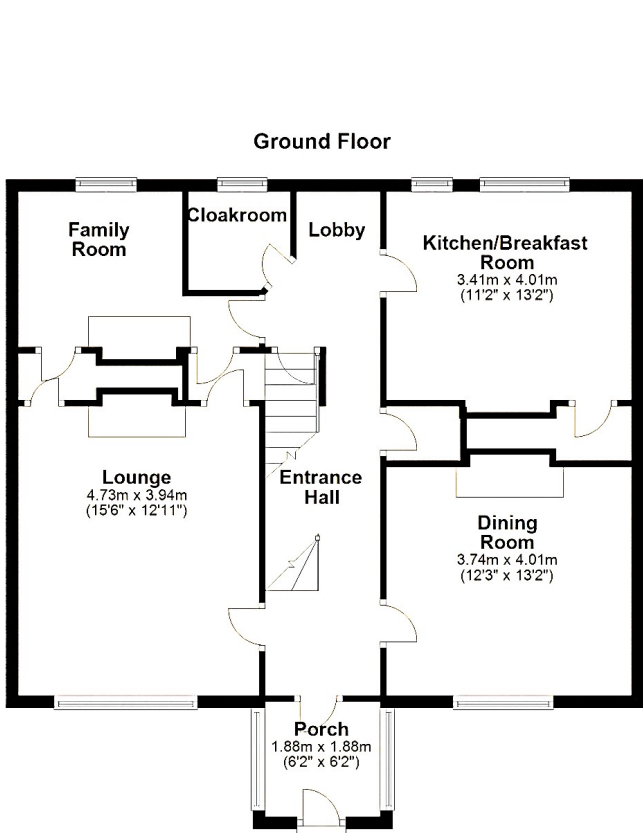 Ground Floor
Family
Room
Cloakroom
Lobby
Kitchen/Breakfast
Room
3.41m x 4.01m
(11'2" x 13'2")
Lounge
4.73m x 3.94m
(15'6" x 12'11")
Entrance
Hall
Dining
Room
3.74m x 4.01m
(12'3" x 13'2")
Porch
1.88m x 1.88m
(6'2" x 6'2")